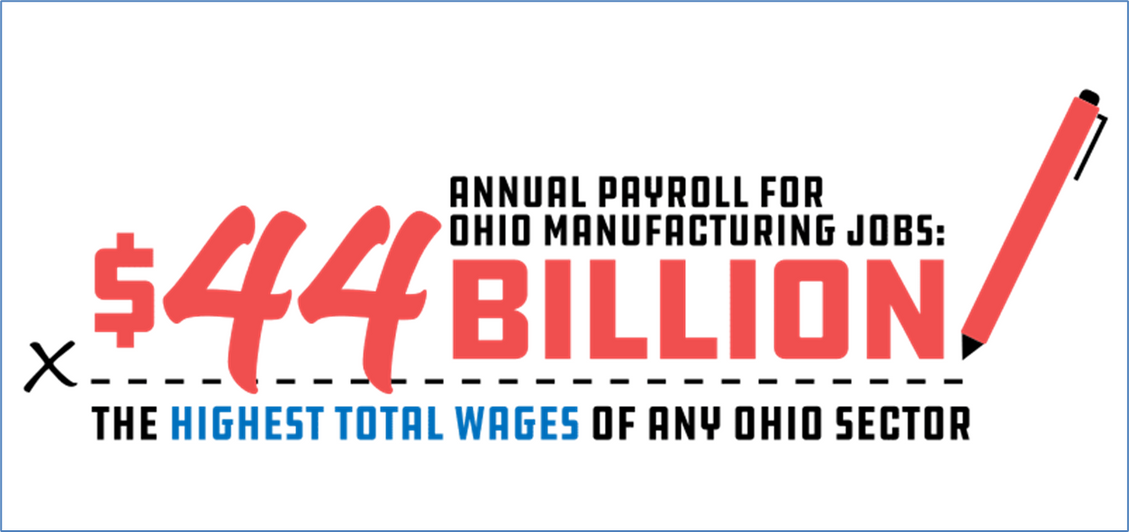 ANNUAL PAYROLL FOR
OHIO MANUFACTURING JOBS:
$44 BILLION
X
THE HIGHEST TOTAL WAGES OF ANY OHIO SECTOR